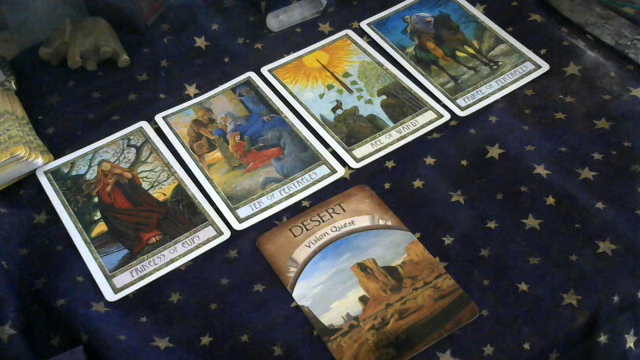 PRINCESS OF CUPS
TEN OF PENTACLES
ACE OF WANDS
PRINCE OF PENTACLES
DESERT
Vision Quest